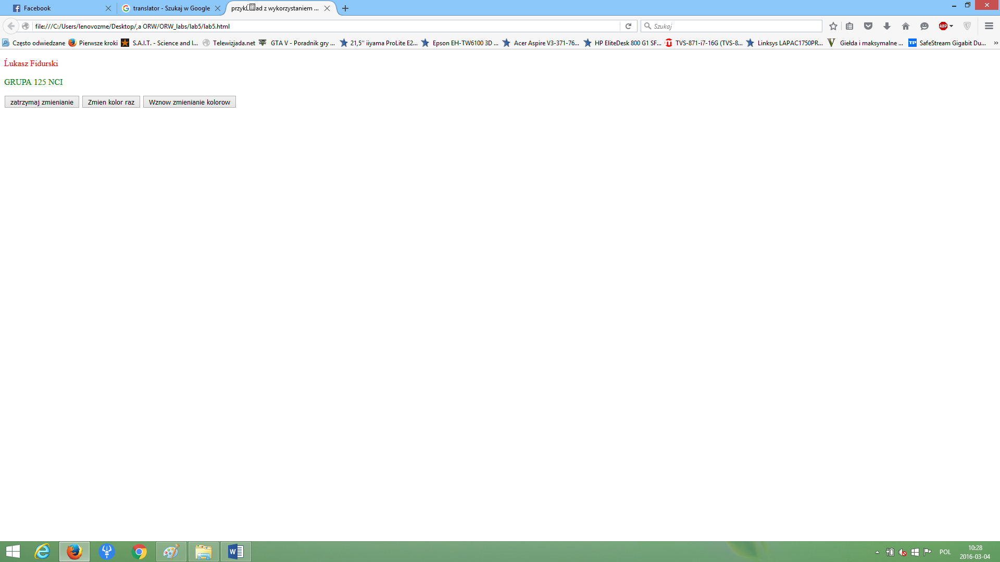 Facebook
translator - Szukaj w Google
przykĹad z wykorzystaniem ...
file:///C:/Users/lenovozme/Desktop/,a ORW/ORW_labs/lab5/lab5.html
Szukaj
ABP
Często odwiedzane
Pierwsze kroki
S.A.I.T. - Science and I...
Telewizjada.net
GTA V - Poradnik gry ...
21,5'' iiyama ProLite E2...
Epson EH-TW6100 3D ...
Acer Aspire V3-371-76...
HP EliteDesk 800 G1 SF...
TVS-871-i7-16G (TVS-8...
Linksys LAPAC1750PR...
Giełda i maksymalne ...
TP
SafeStream Gigabit Du...
Ĺukasz Fidurski
GRUPA 125 NCI
zatrzymaj zmienianie
Zmien kolor raz
Wznow zmienianie kolorow
POL
10:28
2016-03-04